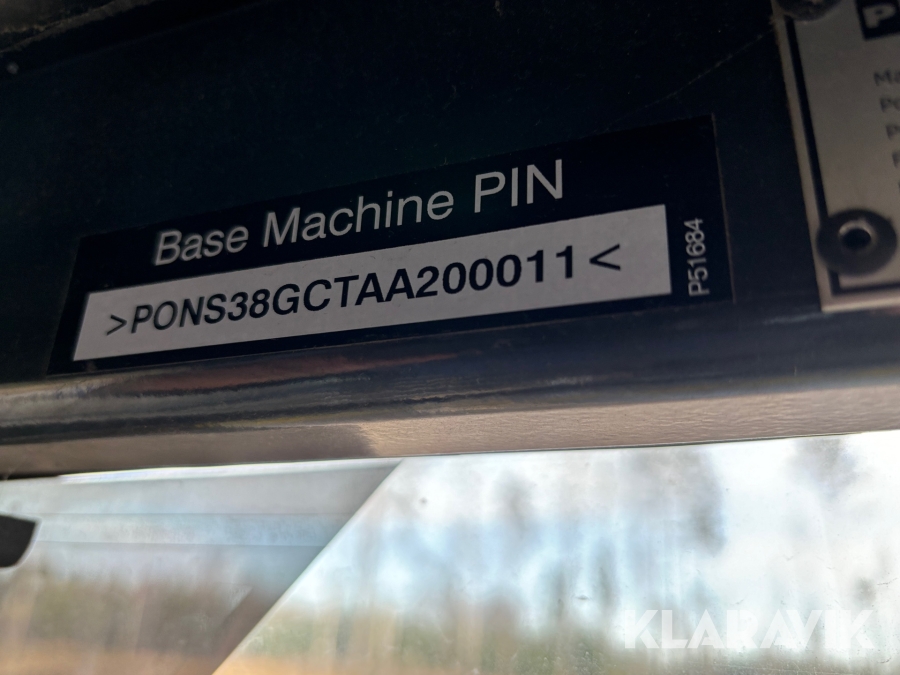 Base Machine PIN
>PONS38GCTAA200011<
P51684
KLARAVIK